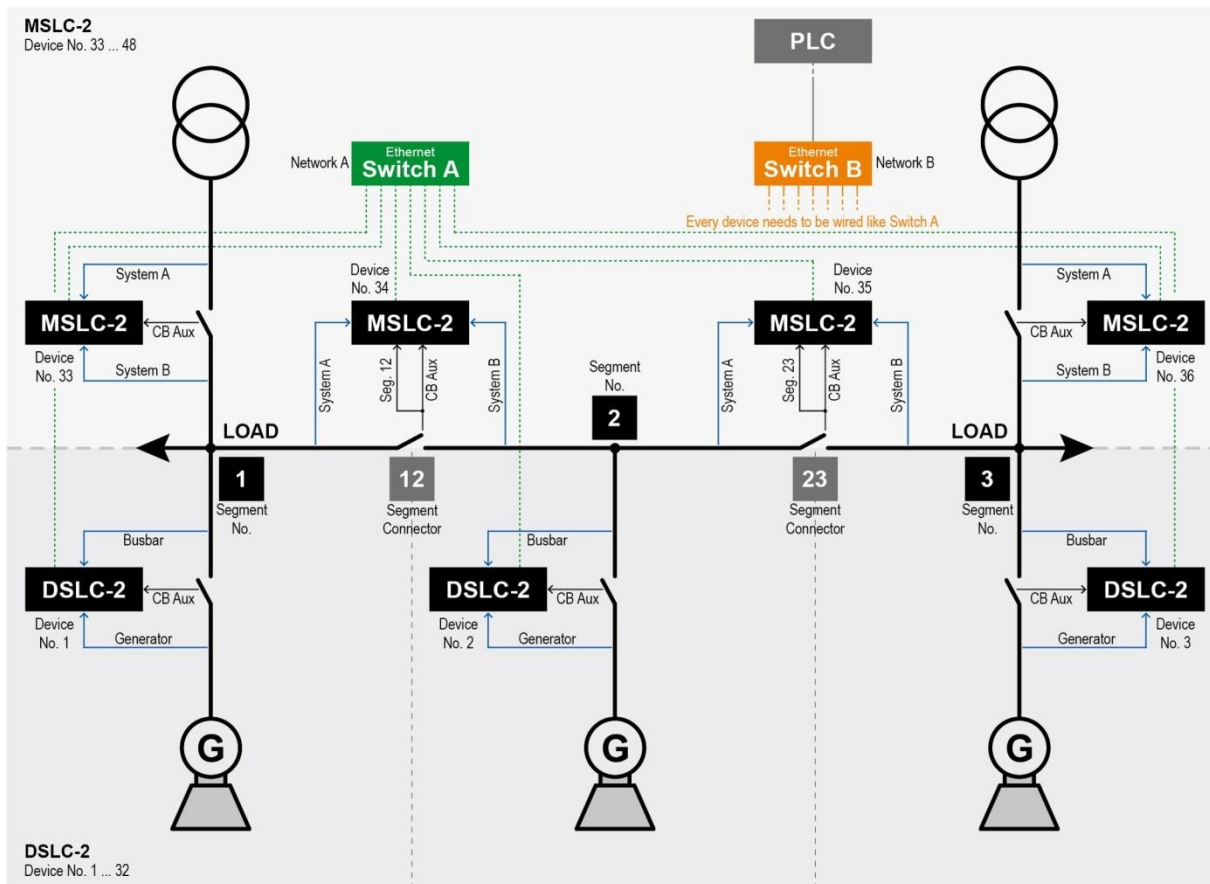 MSLC-2
Device No. 33 ... 48
PLC
Ethernet
Switch A
Network A
Ethernet
Switch B
Network B
Every device needs to be wired like Switch A
System A
MSLC-2
CB Aux
Device
No. 33
System B
Device
No. 34
MSLC-2
System A
Seg. 12
CB Aux
System B
Segment
No.
2
Device
No. 35
MSLC-2
System A
Seg. 23
CB Aux
System B
System A
MSLC-2
CB Aux
System B
Device
No. 36
LOAD
LOAD
1
Segment
No.
12
Segment
Connector
23
Segment
Connector
3
Segment
No.
Busbar
DSLC-2
CB Aux
Device
No. 1
Generator
Busbar
DSLC-2
CB Aux
Device
No. 2
Generator
Busbar
DSLC-2
CB Aux
Generator
Device
No. 3
G
G
G
DSLC-2
Device No. 1 ... 32